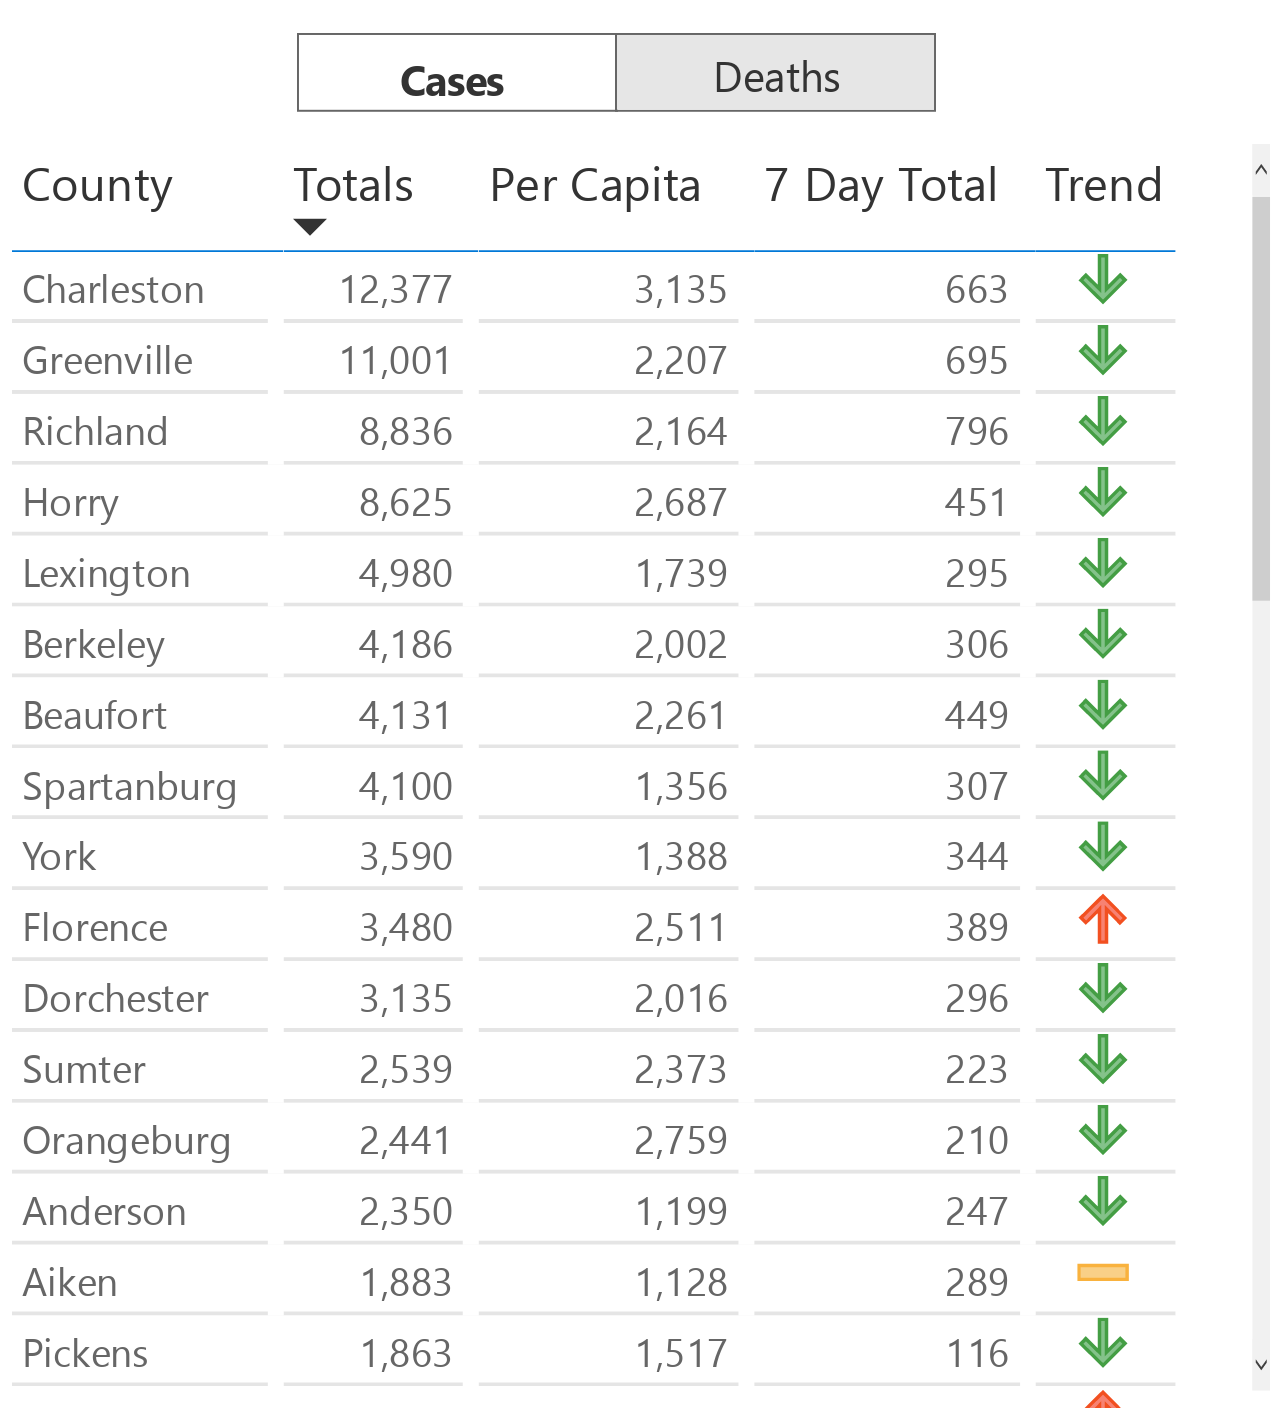 Cases Deaths
County Totals Per Capita 7 Day Total Trend
Charleston 12,377 3,135 663
Greenville 11,001 2,207 695
Richland 8,836 2,164 796
Horry 8,625 2,687 451
Lexington 4,980 1,739 295
Berkeley 4,186 2,002 306
Beaufort 4,131 2,261 449
Spartanburg 4,100 1,356 307
York 3,590 1,388 344
Florence 3,480 2,511 389
Dorchester 3,135 2,016 296
Sumter 2,539 2,373 223
Orangeburg 2,441 2,759 210
Anderson 2,350 1,199 247
Aiken 1,883 1,128 289
Pickens 1,863 1,517 116